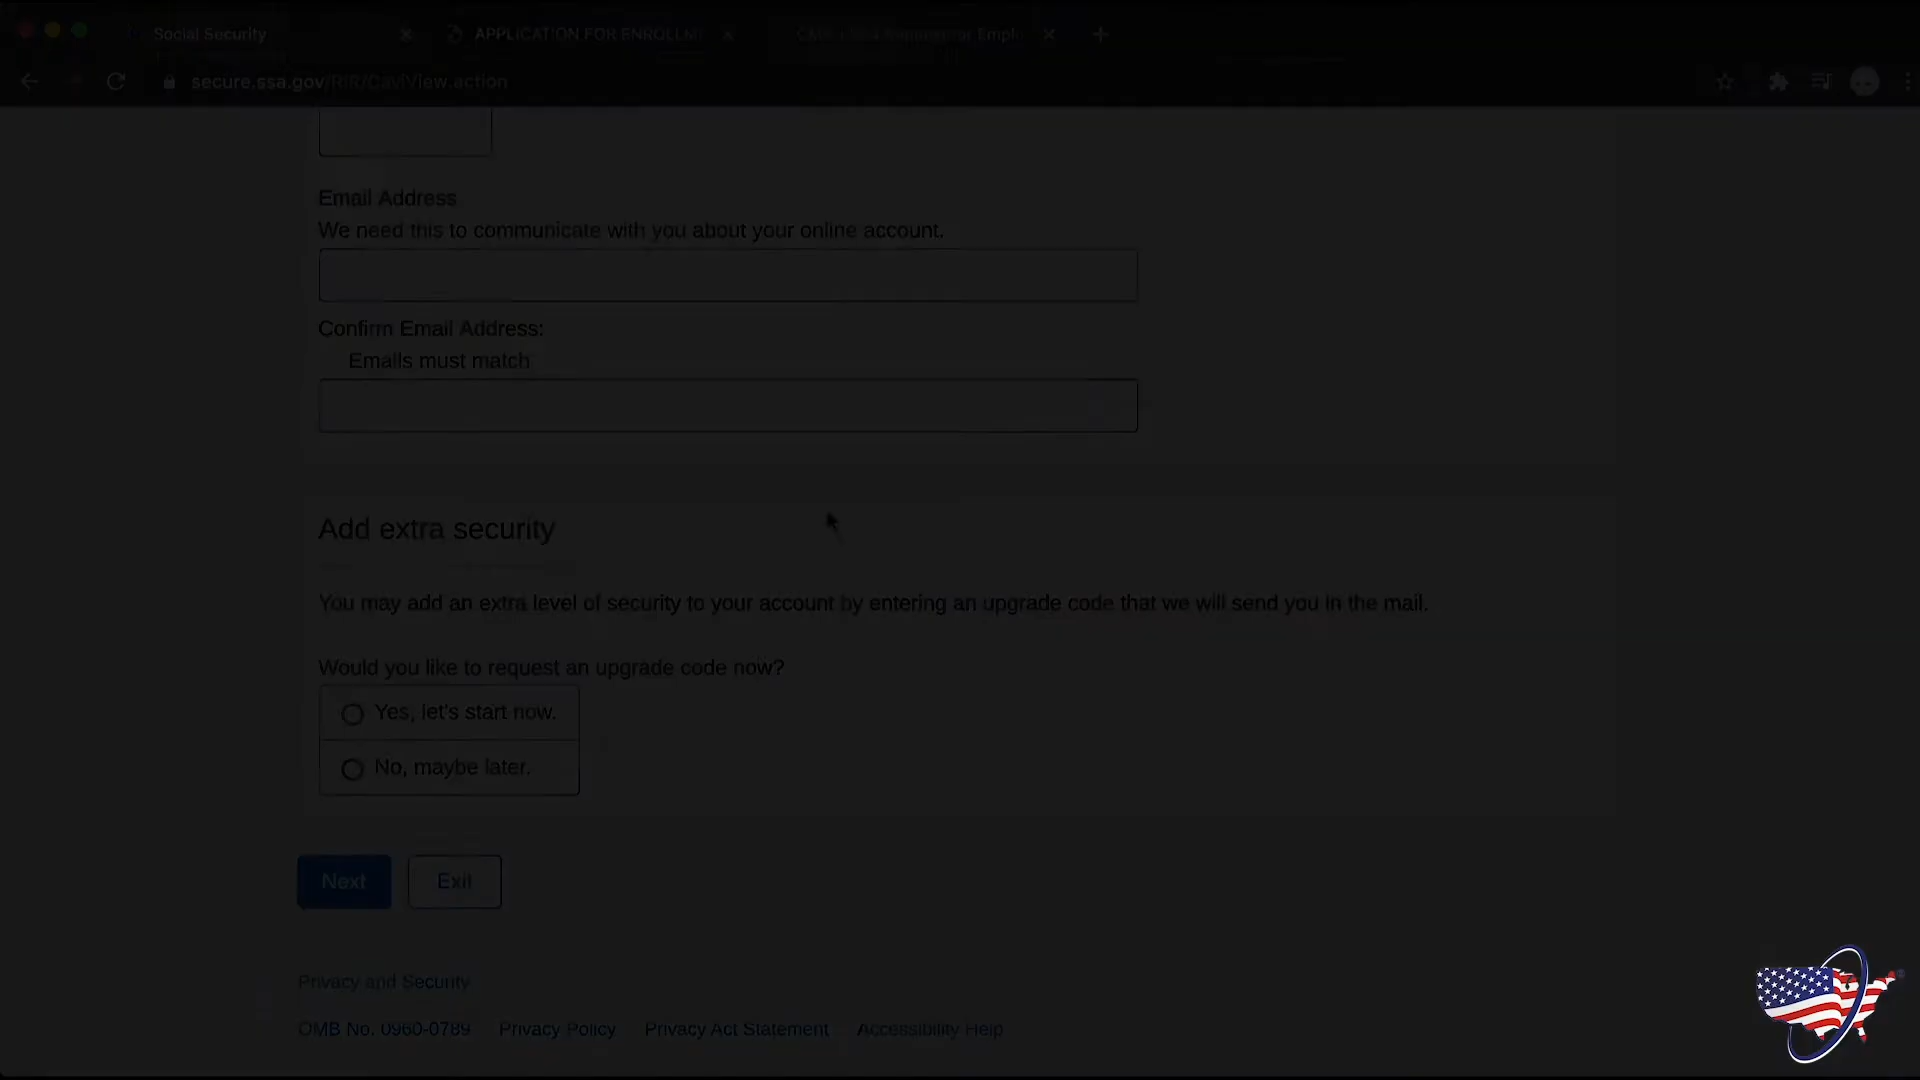 Social Security
APPLICATION FOR ENROLLM
secure.ssa.gov/RIR/CaviView.action
Email Address
We need this to communicate with you about your online account.
Confirm Email Address:
Emails must match
Add extra security
You may add an extra level of security to your account by entering an upgrade code that we will send you in the mail.
Would you like to request an upgrade code now?
Yes, let's start now.
No, maybe later.
Next
Exit
Privacy and Security
OMB No. 0960-0789
Privacy Policy
Privacy Act Statement
Accessibility Help